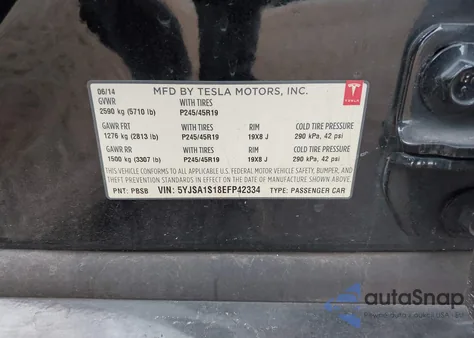 06/14 MFD BY TESLA MOTORS, INC.
GVWR WITH TIRES
2590 kg (5710 lb) P245/45R19
TESLA
GAWR FRT WITH TIRES RIM COLD TIRE PRESSURE
1276 kg (2813 lb) P245/45R19 19X8 J 290 kPa, 42 psi
GAWR RR WITH TIRES RIM COLD TIRE PRESSURE
1500 kg (3307 lb) P245/45R19 19X8 J 290 kPa, 42 psi
THIS VEHICLE CONFORMS TO ALL APPLICABLE U.S. FEDERAL MOTOR VEHICLE SAFETY, BUMPER, AND
THEFT PREVENTION STANDARDS IN EFFECT ON THE DATE OF MANUFACTURE SHOWN ABOVE.
PNT: PBSB VIN: 5YJSA1S18EFP42334 TYPE: PASSENGER CAR
autoSnap